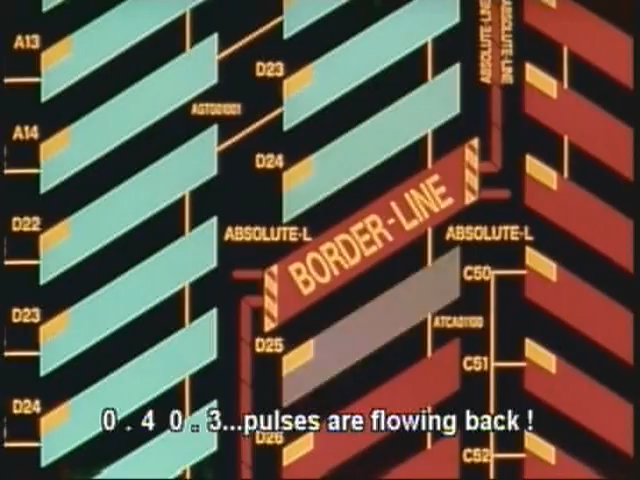 A13
D23
ABSOLUTE-LINE
ABSOLUTE-LINE
AGTO01001
A14
D24
D22
ABSOLUTE-L
BORDER-LINE
ABSOLUTE-L
C50
D23
D25
ATCA01100
C51
D24
D26
C52
0 . 4 0 . 3...pulses are flowing back !